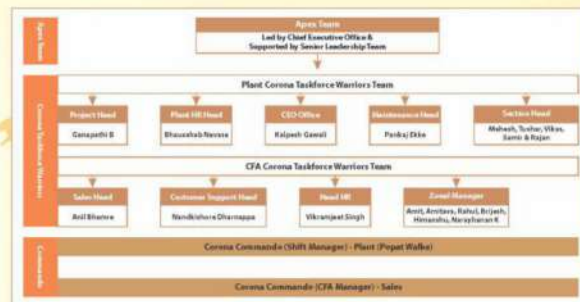 Apex Team
Apex Team
Led by Chief Executive Office &
Supported by Senior Leadership Team
Corona Taskforce Warriors
Plant Corona Taskforce Warriors Team
Project Head
Ganapathi B
Plant HR Head
Bhausaheb Navare
CEO Office
Kalpesh Gawali
Maintenance Head
Pankaj Ekke
Section Head
Mahesh, Tushar, Vikas,
Samir & Rajan
CFA Corona Taskforce Warriors Team
Sales Head
Anil Bhamre
Customer Support Head
Nandkishore Dharnappa
Head HR
Vikramjeet Singh
Zonal Manager
Amit, Amitava, Rahul, Brijesh,
Himanshu, Narayhanan K
Commando
Corona Commando (Shift Manager) - Plant (Popat Walke)
Corona Commando (CFA Manager) - Sales